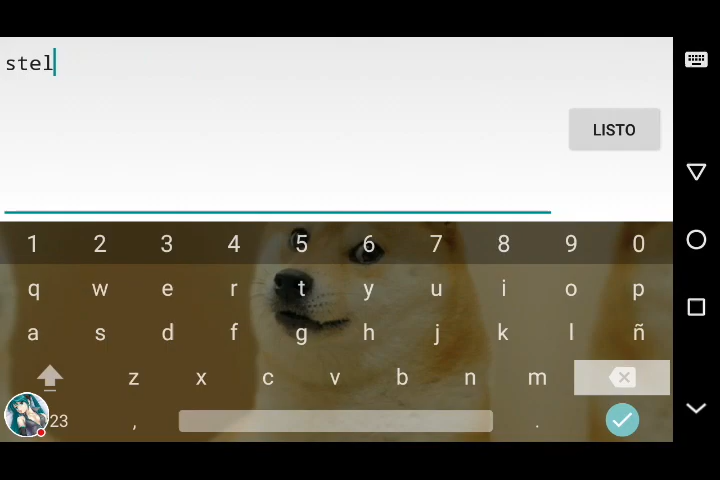 stel
LISTO
1 2 3 4 5 6 7 8 9 0
q w e r t y u i o p
a s d f g h j k l ñ
z x c v b n m
23 , .